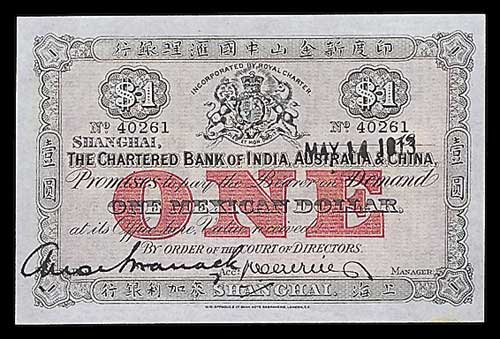 印度新金山中國滙理銀行
INCORPORATED BY ROYAL CHARTER.
$1 $1
No 40261 No 40261
SHANGHAI, MAY 14 1913
THE CHARTERED BANK OF INDIA, AUSTRALIA & CHINA,
Promises to pay the Bearer on Demand
ONE
ONE MEXICAN DOLLAR.
at its Office here, Value received
BY ORDER OF THE COURT OF DIRECTORS.
Acct. MANAGER
上海 SHANGHAI. 麥加利銀行
壹圓
壹圓